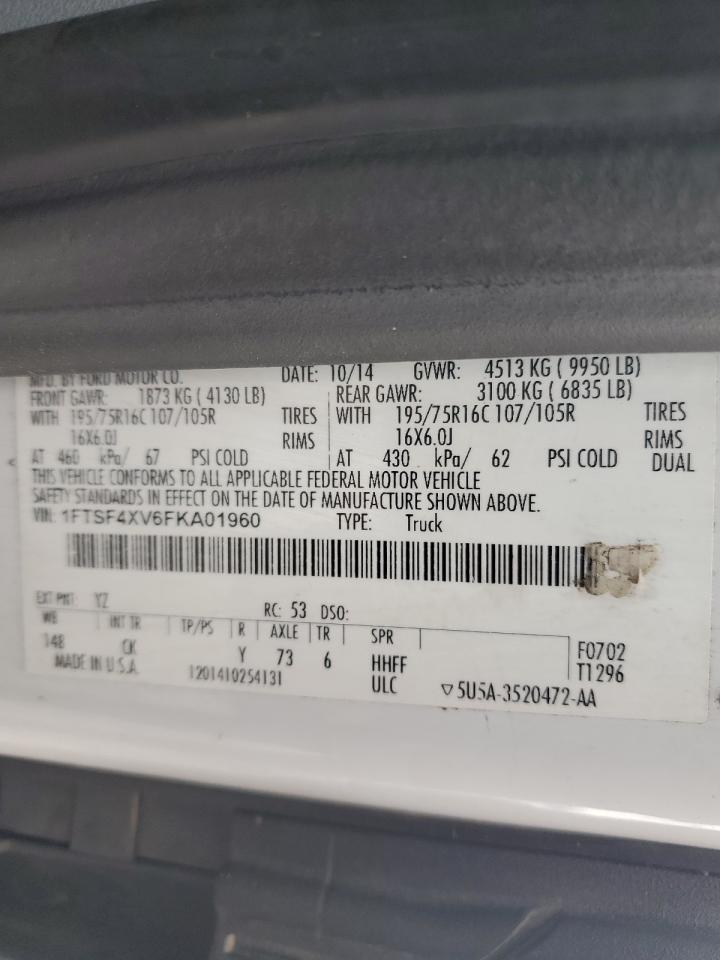 MFD. BY FORD MOTOR CO. DATE: 10/14 GVWR: 4513 KG ( 9950 LB)
FRONT GAWR: 1873 KG ( 4130 LB) REAR GAWR: 3100 KG ( 6835 LB)
WITH 195/75R16C 107/105R TIRES WITH 195/75R16C 107/105R TIRES
16X6.0J RIMS 16X6.0J RIMS
AT 460 kPa/ 67 PSI COLD AT 430 kPa/ 62 PSI COLD DUAL
THIS VEHICLE CONFORMS TO ALL APPLICABLE FEDERAL MOTOR VEHICLE
SAFETY STANDARDS IN EFFECT ON THE DATE OF MANUFACTURE SHOWN ABOVE.
VIN: 1FTSF4XV6FKA01960 TYPE: Truck
EXT PNT: YZ RC: 53 DSO:
WB INT TR TP/PS R AXLE TR SPR F0702
148 CK Y 73 6 HHFF T1296
MADE IN U.S.A. 1201410254131 ULC ▽5U5A-3520472-AA